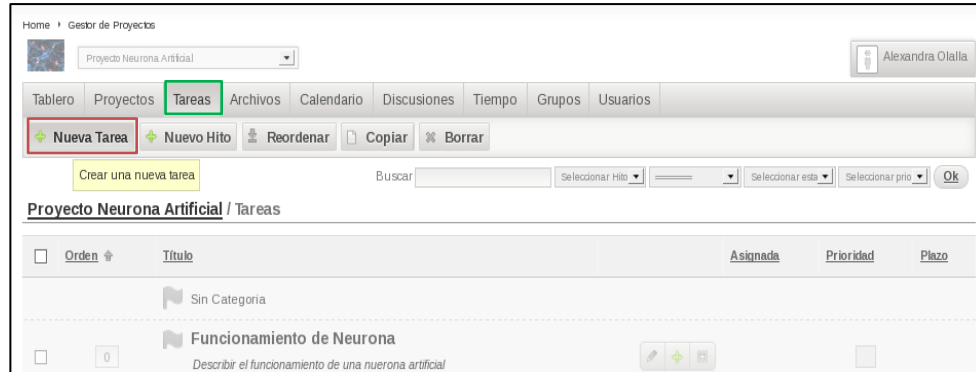 Home Gestor de Proyectos
Proyecto Neurona Artificial
Alexandra Olalla
Tablero Proyectos Tareas Archivos Calendario Discusiones Tiempo Grupos Usuarios
Nueva Tarea Nuevo Hito Reordenar Copiar Borrar
Crear una nueva tarea
Buscar Seleccionar Hito Seleccionar esta Seleccionar prio Ok
Proyecto Neurona Artificial / Tareas
Orden Título Asignada Prioridad Plazo
Sin Categoria
Funcionamiento de Neurona
0
Describir el funcionamiento de una nuerona artificial